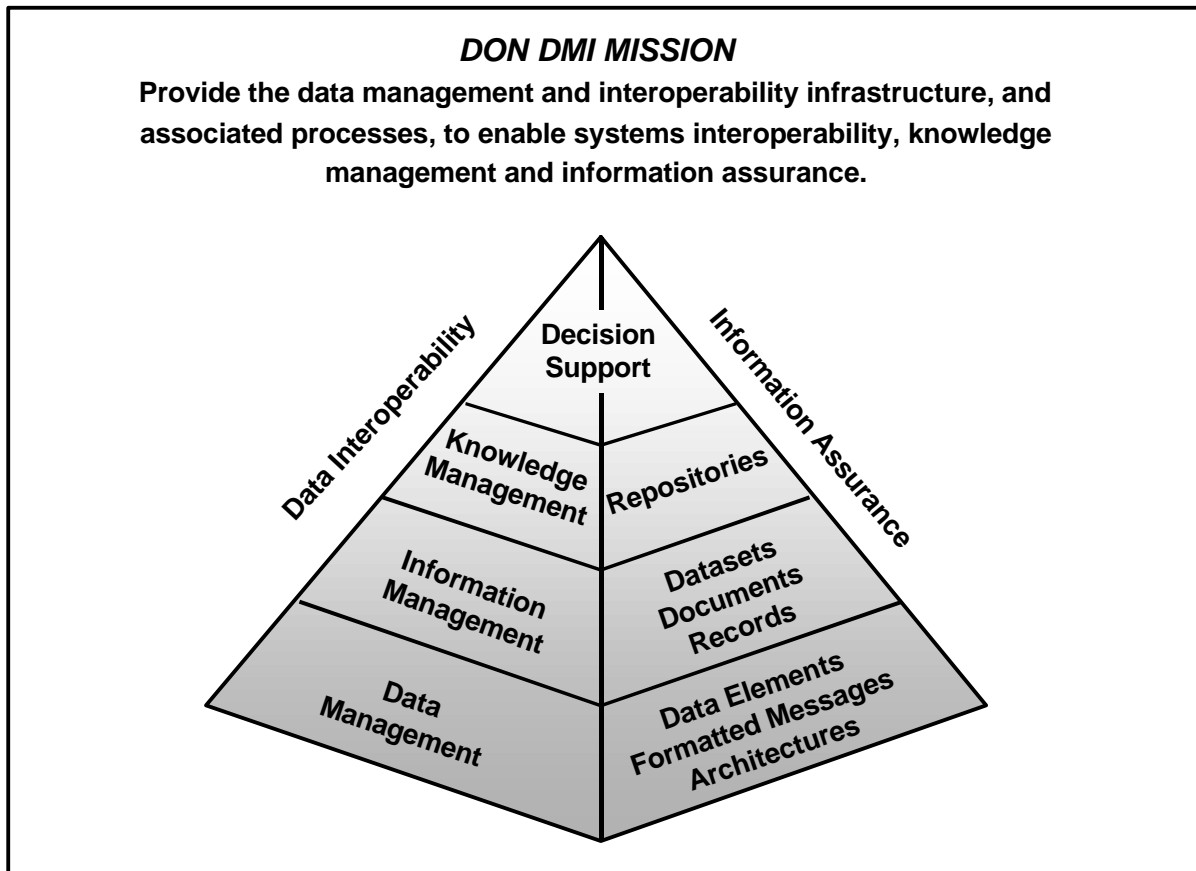 DON DMI MISSION
Provide the data management and interoperability infrastructure, and
associated processes, to enable systems interoperability, knowledge
management and information assurance.
Data Interoperability
Information Assurance
Decision
Support
Knowledge
Management
Repositories
Information
Management
Datasets
Documents
Records
Data
Management
Data Elements
Formatted Messages
Architectures